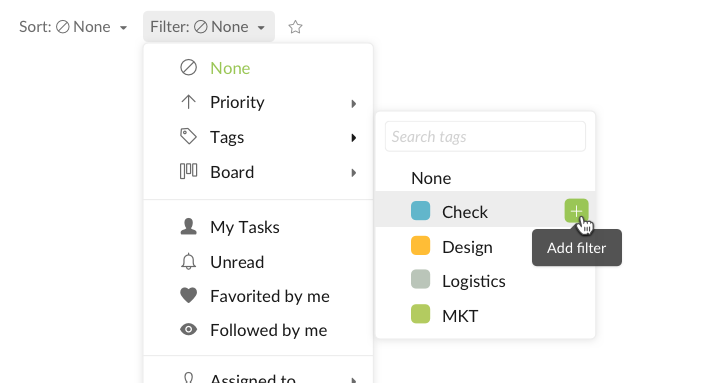 Sort: None
Filter: None
None
Priority
Tags
Board
My Tasks
Unread
Favorited by me
Followed by me
Assigned to
Search tags
None
Check
Add filter
Design
Logistics
MKT